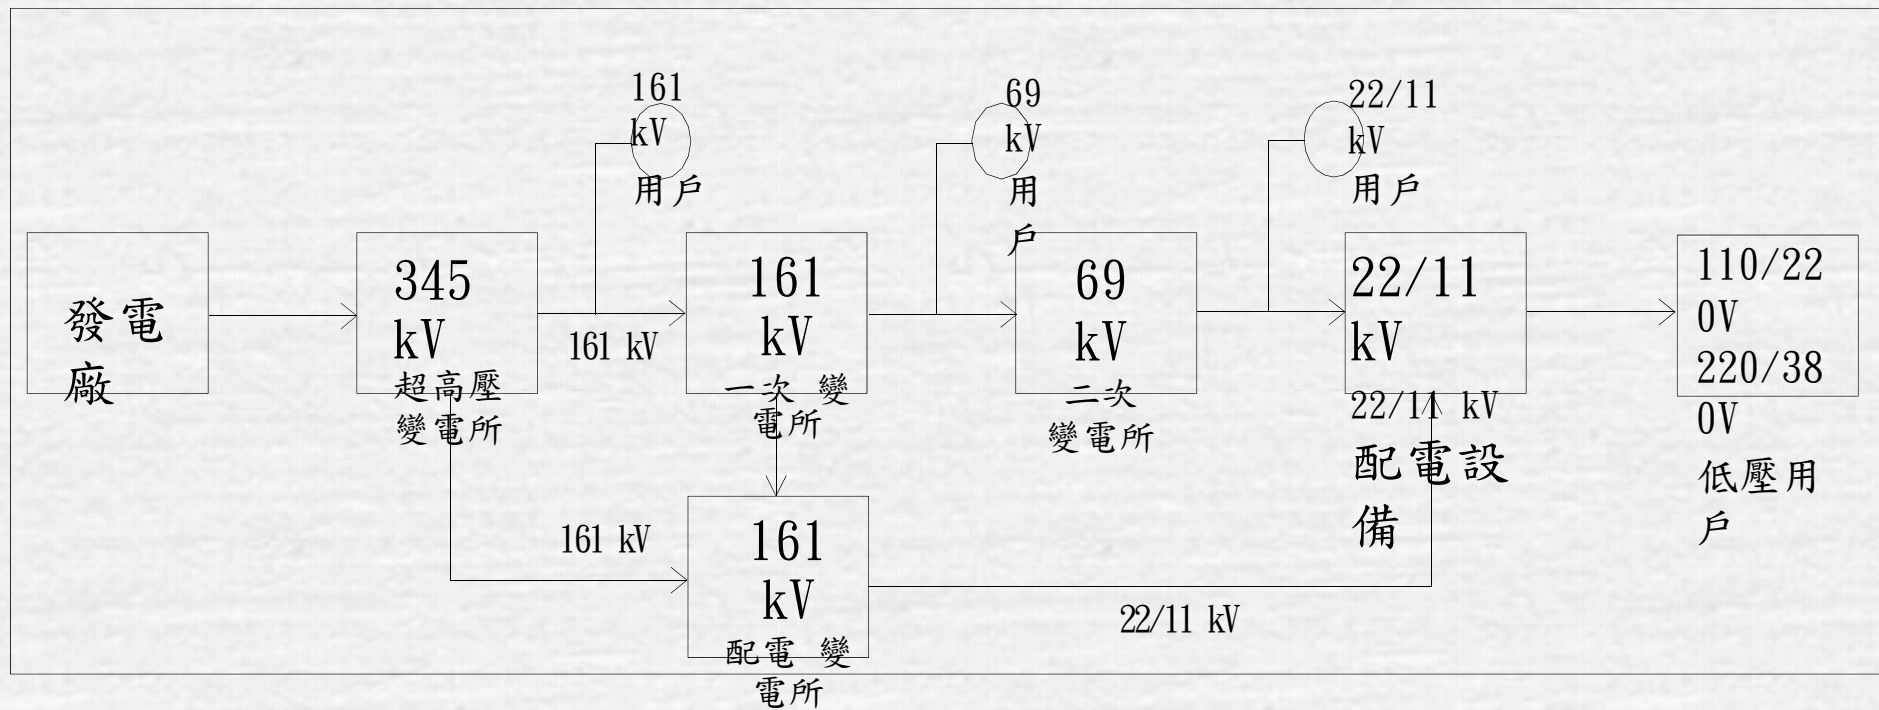 161
kV
用戶
69
kV
用
戶
22/11
kV
用戶
發電
廠
345
kV
超高壓
變電所
161 kV
161
kV
一次 變
電所
69
kV
二次
變電所
22/11
kV
22/11 kV
配電設
備
110/22
0V
220/38
0V
低壓用
戶
161 kV
161
kV
配電 變
電所
22/11 kV